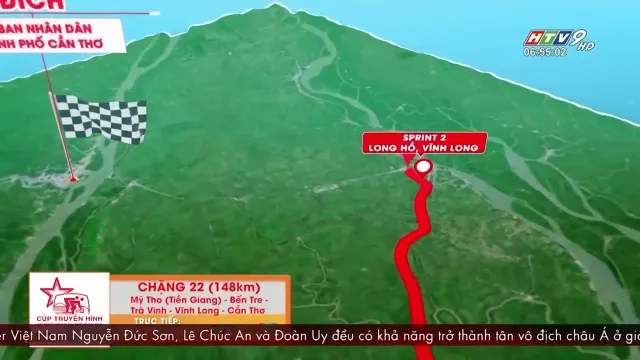 ĐÍCH
BAN NHÂN DÂN
NH PHỐ CẦN THƠ
HTV9 HD
06:55:02
SPRINT 2
LONG HỒ, VĨNH LONG
CHẶNG 22 (148km)
Mỹ Tho (Tiền Giang) - Bến Tre -
Trà Vinh - Vĩnh Long - Cần Thơ
TRỰC TIẾP:
CÚP TRUYỀN HÌNH
er Việt Nam Nguyễn Đức Sơn, Lê Chúc An và Đoàn Uy đều có khả năng trở thành tân vô địch châu Á ở gi